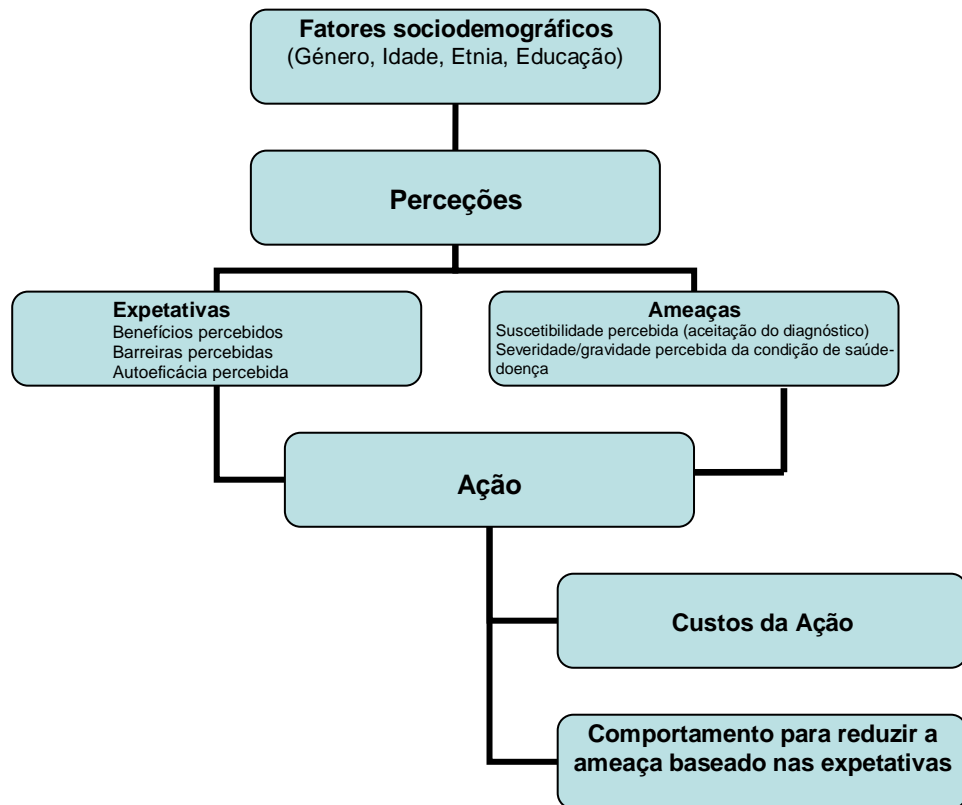 Fatores sociodemográficos
(Género, Idade, Etnia, Educação)
Perceções
Expetativas
Benefícios percebidos
Barreiras percebidas
Autoeficácia percebida
Ameaças
Suscetibilidade percebida (aceitação do diagnóstico)
Severidade/gravidade percebida da condição de saúde-
doença
Ação
Custos da Ação
Comportamento para reduzir a
ameaça baseado nas expetativas